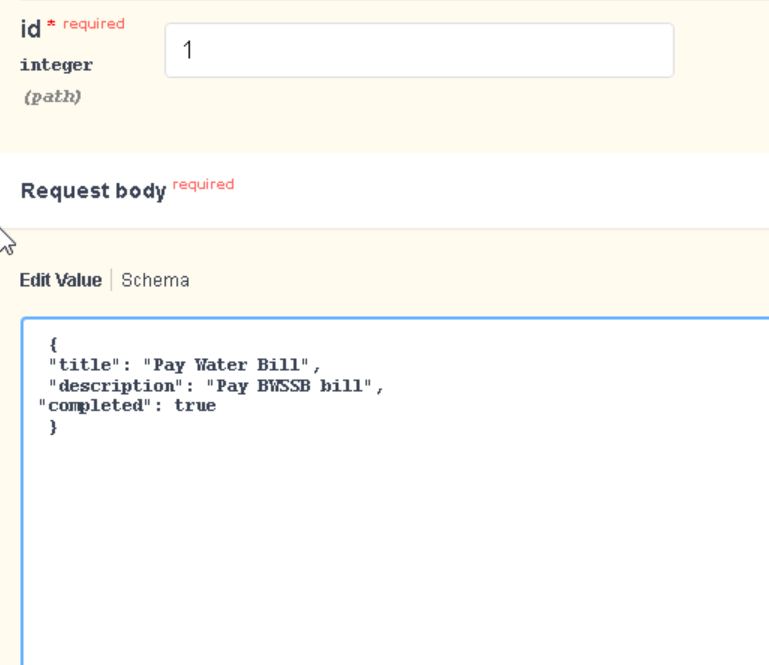 id * required
integer
1
(path)
Request body required
Edit Value | Schema
{
"title": "Pay Water Bill",
"description": "Pay BWSSB bill",
"completed": true
}